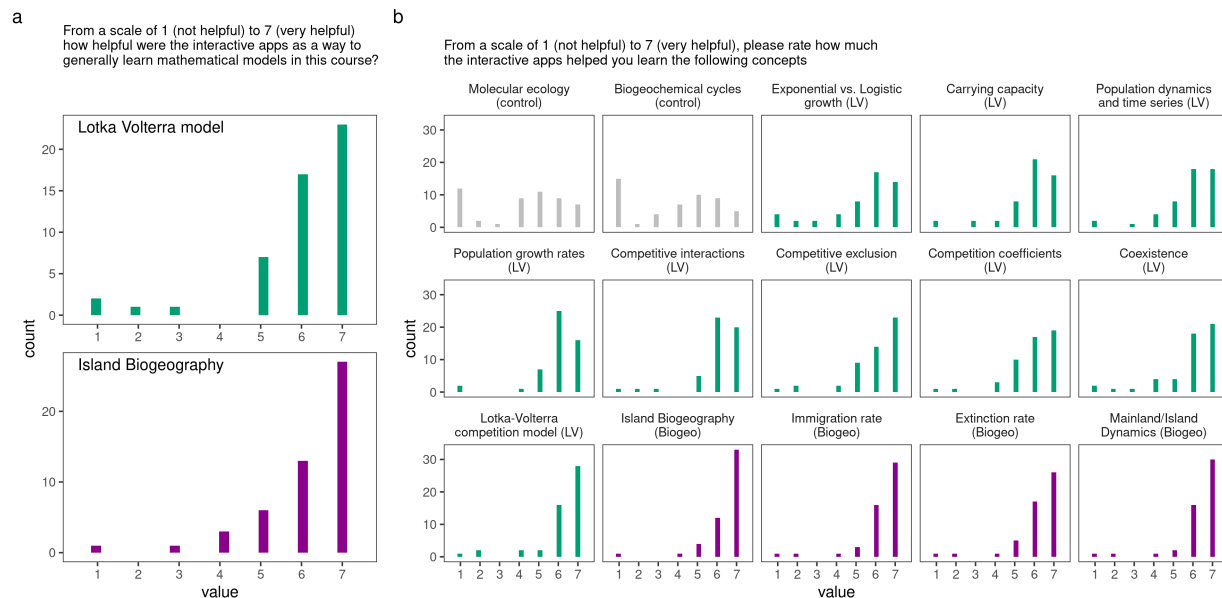 a
From a scale of 1 (not helpful) to 7 (very helpful)
how helpful were the interactive apps as a way to
generally learn mathematical models in this course?
count
Lotka Volterra model
20
15
10
5
0
1 2 3 4 5 6 7
Island Biogeography
20
10
0
1 2 3 4 5 6 7
value
b
From a scale of 1 (not helpful) to 7 (very helpful), please rate how much
the interactive apps helped you learn the following concepts
count
Molecular ecology
(control)
Biogeochemical cycles
(control)
Exponential vs. Logistic
growth (LV)
Carrying capacity
(LV)
Population dynamics
and time series (LV)
30
20
10
0
Population growth rates
(LV)
Competitive interactions
(LV)
Competitive exclusion
(LV)
Competition coefficients
(LV)
Coexistence
(LV)
30
20
10
0
Lotka-Volterra
competition model (LV)
Island Biogeography
(Biogeo)
Immigration rate
(Biogeo)
Extinction rate
(Biogeo)
Mainland/Island
Dynamics (Biogeo)
30
20
10
0
1 2 3 4 5 6 7
1 2 3 4 5 6 7
1 2 3 4 5 6 7
1 2 3 4 5 6 7
1 2 3 4 5 6 7
value